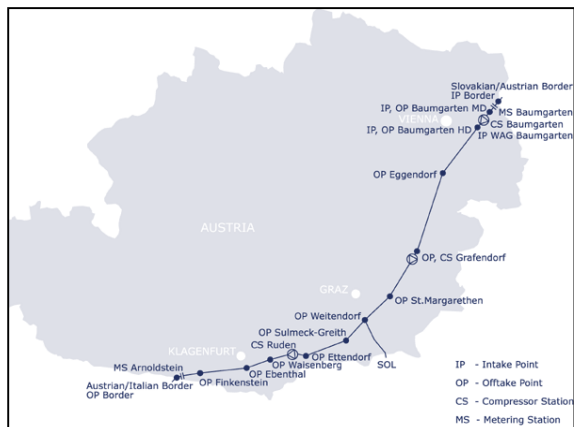 Slovakian/Austrian Border
IP Border
IP, OP Baumgarten MD
MS Baumgarten
VIENNA
CS Baumgarten
IP, OP Baumgarten HD
IP WAG Baumgarten
OP Eggendorf
AUSTRIA
OP, CS Grafendorf
GRAZ
OP St.Margarethen
OP Weitendorf
OP Sulmeck-Greith
CS Ruden
KLAGENFURT
OP Ettendorf
OP Waisenberg
SOL
MS Arnoldstein
OP Ebenthal
OP Finkenstein
Austrian/Italian Border
OP Border
IP - Intake Point
OP - Offtake Point
CS - Compressor Station
MS - Metering Station